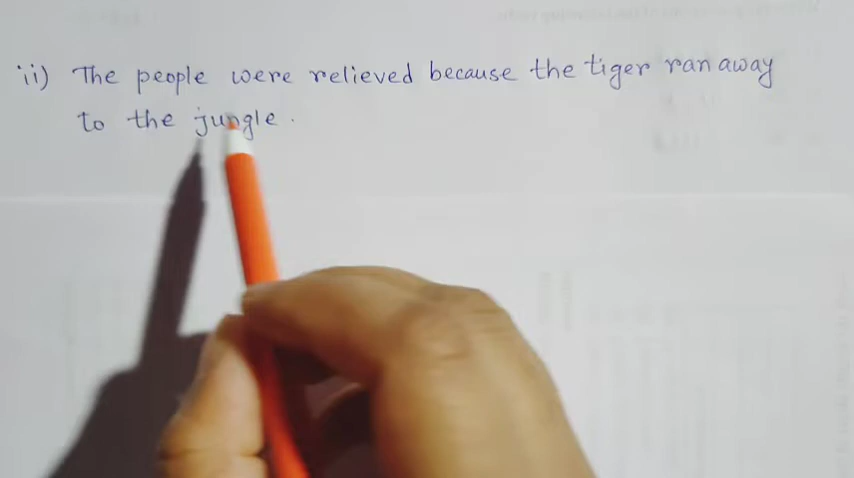 ii) The people were relieved because the tiger ran away
to the jungle.